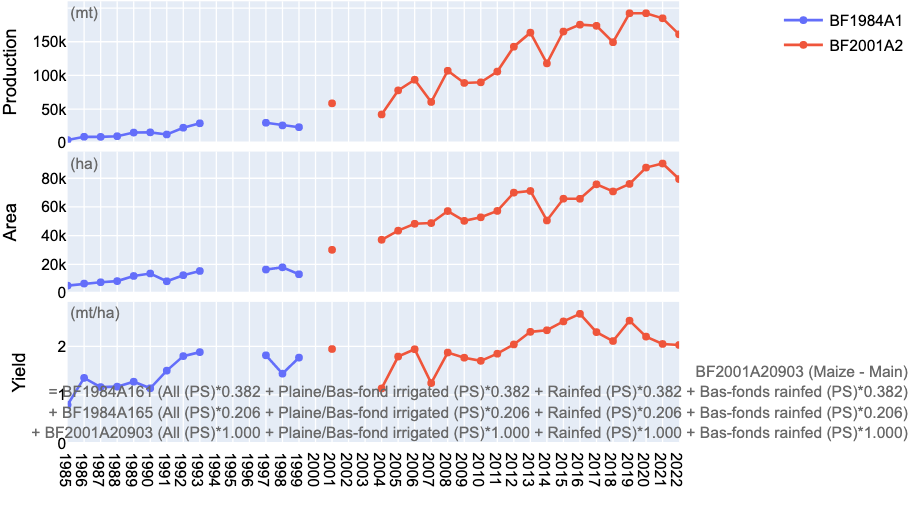 (mt)
BF1984A1
BF2001A2
Production
150k
100k
50k
0
(ha)
Area
80k
60k
40k
20k
0
(mt/ha)
Yield
2
1
0
BF2001A20903 (Maize - Main)
= BF1984A161 (All (PS)*0.382 + Plaine/Bas-fond irrigated (PS)*0.382 + Rainfed (PS)*0.382 + Bas-fonds rainfed (PS)*0.382)
+ BF1984A165 (All (PS)*0.206 + Plaine/Bas-fond irrigated (PS)*0.206 + Rainfed (PS)*0.206 + Bas-fonds rainfed (PS)*0.206)
+ BF2001A20903 (All (PS)*1.000 + Plaine/Bas-fond irrigated (PS)*1.000 + Rainfed (PS)*1.000 + Bas-fonds rainfed (PS)*1.000)
1985
1986
1987
1988
1989
1990
1991
1992
1993
1994
1995
1996
1997
1998
1999
2000
2001
2002
2003
2004
2005
2006
2007
2008
2009
2010
2011
2012
2013
2014
2015
2016
2017
2018
2019
2020
2021
2022